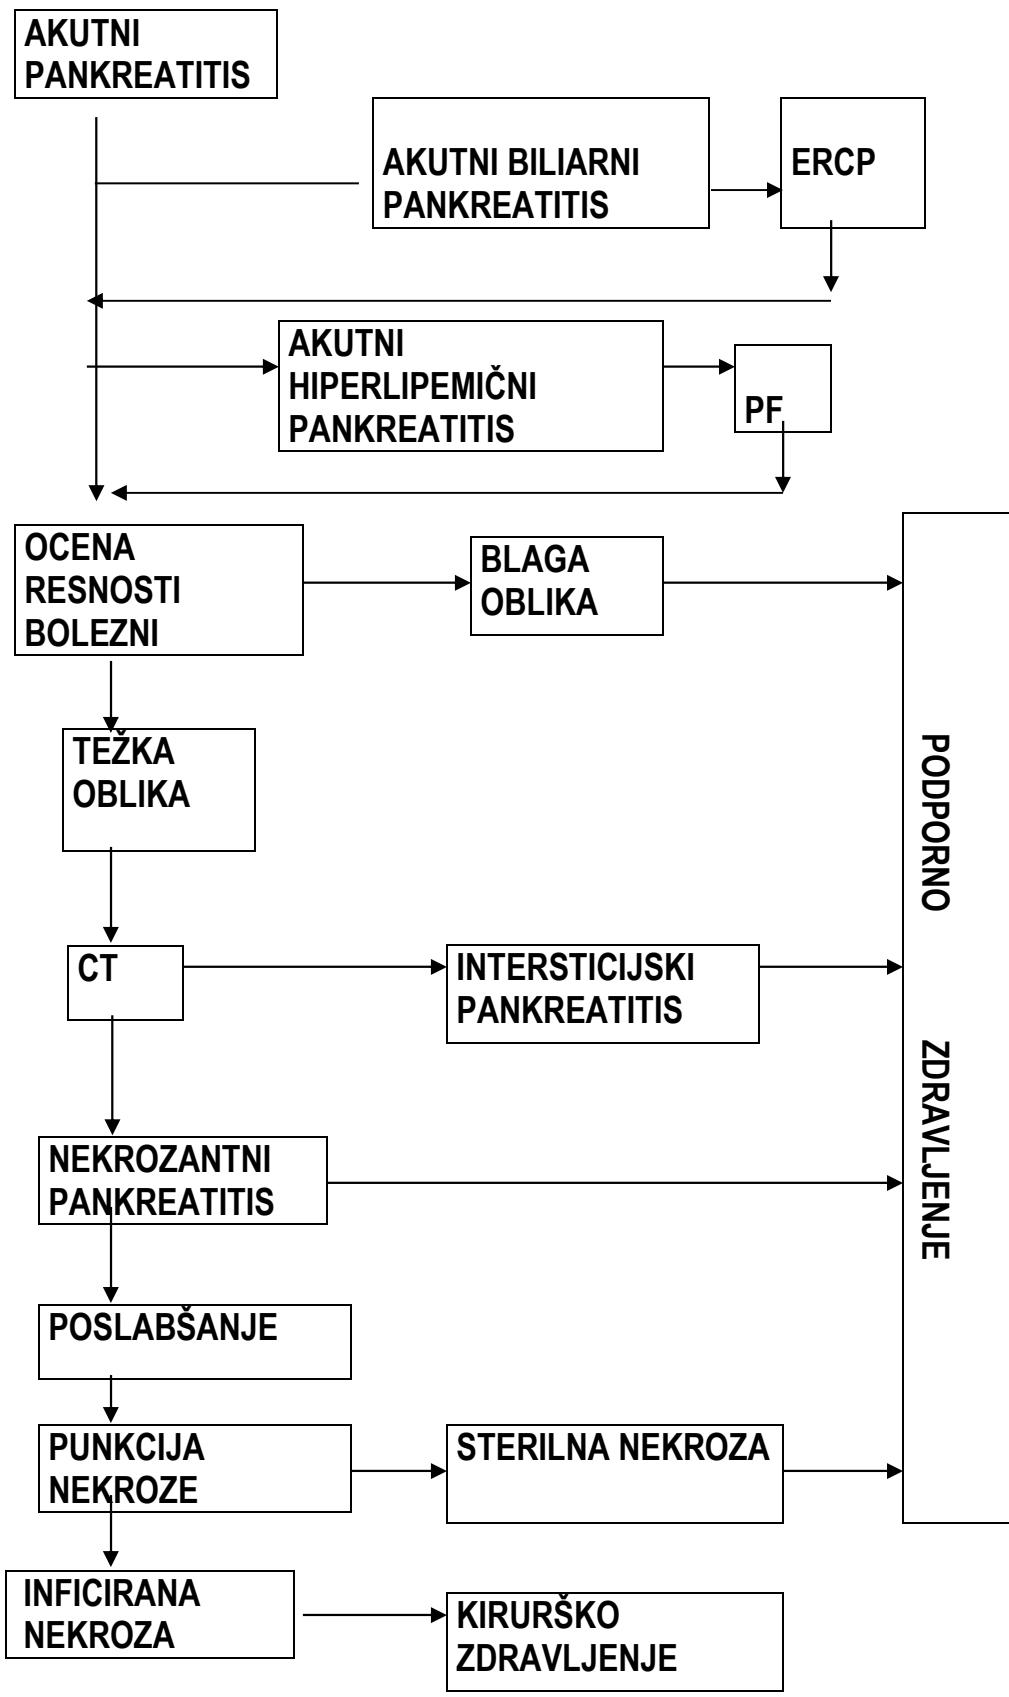 AKUTNI
PANKREATITIS
AKUTNI BILIARNI
PANKREATITIS
ERCP
AKUTNI
HIPERLIPEMIČNI
PANKREATITIS
PF
OCENA
RESNOSTI
BOLEZNI
BLAGA
OBLIKA
TEŽKA
OBLIKA
PODPORNO ZDRAVLJENJE
CT
INTERSTICIJSKI
PANKREATITIS
NEKROZANTNI
PANKREATITIS
POSLABŠANJE
PUNKCIJA
NEKROZE
STERILNA NEKROZA
INFICIRANA
NEKROZA
KIRURŠKO
ZDRAVLJENJE